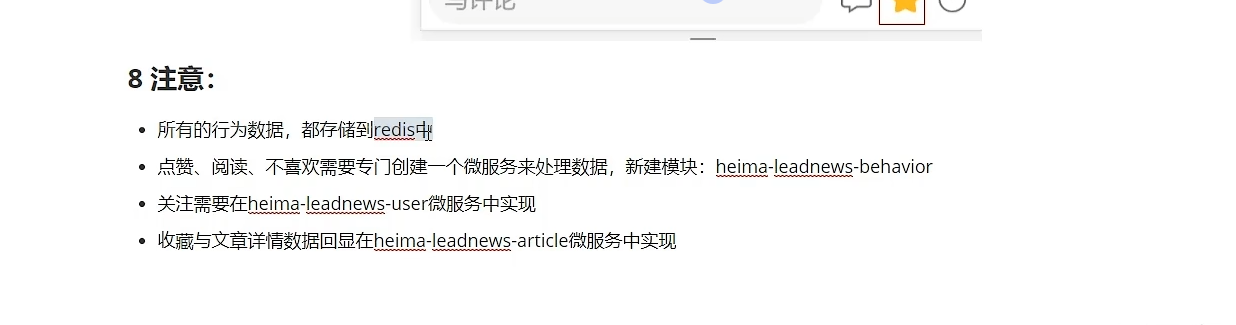 写评论
8 注意：
所有的行为数据，都存储到redis中
点赞、阅读、不喜欢需要专门创建一个微服务来处理数据，新建模块：heima-leadnews-behavior
关注需要在heima-leadnews-user微服务中实现
收藏与文章详情数据回显在heima-leadnews-article微服务中实现